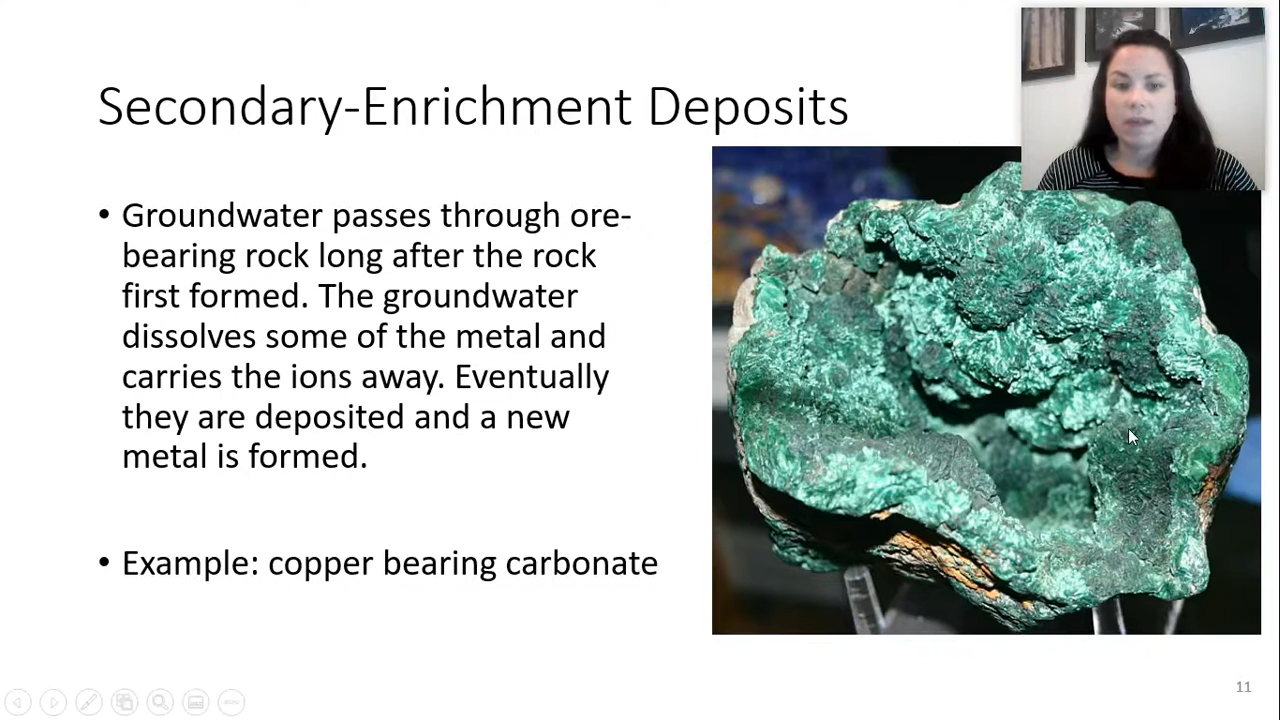 Secondary-Enrichment Deposits
• Groundwater passes through ore-
bearing rock long after the rock
first formed. The groundwater
dissolves some of the metal and
carries the ions away. Eventually
they are deposited and a new
metal is formed.
• Example: copper bearing carbonate
11